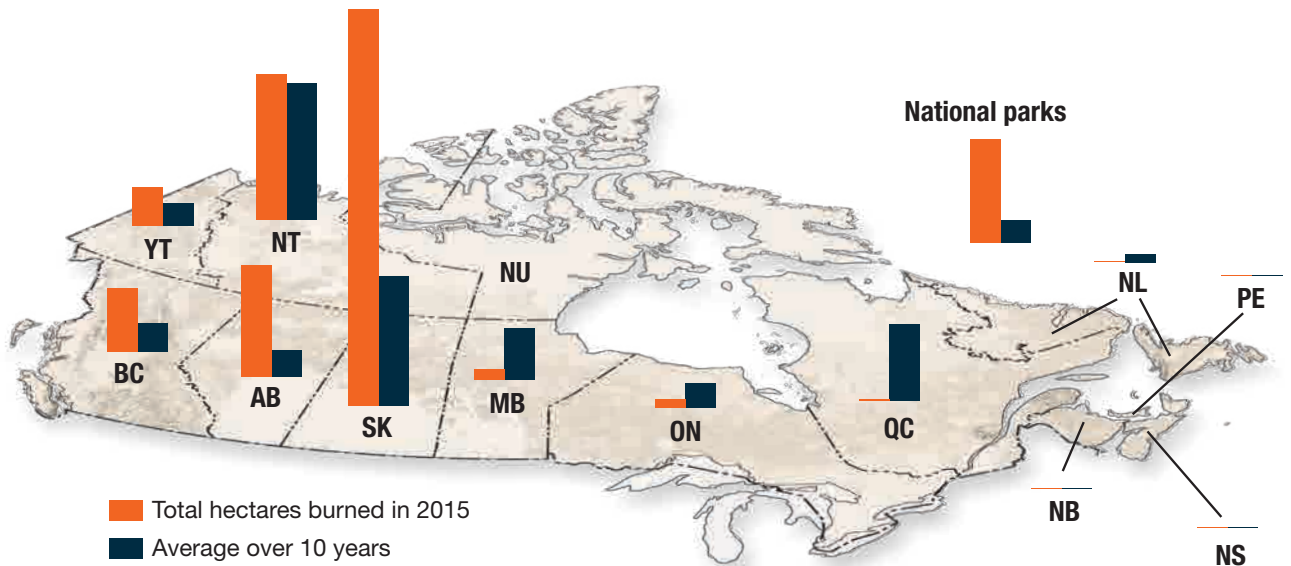 National parks
YT
NT
NU
NL
PE
BC
AB
SK
MB
ON
QC
NB
NS
Total hectares burned in 2015
Average over 10 years